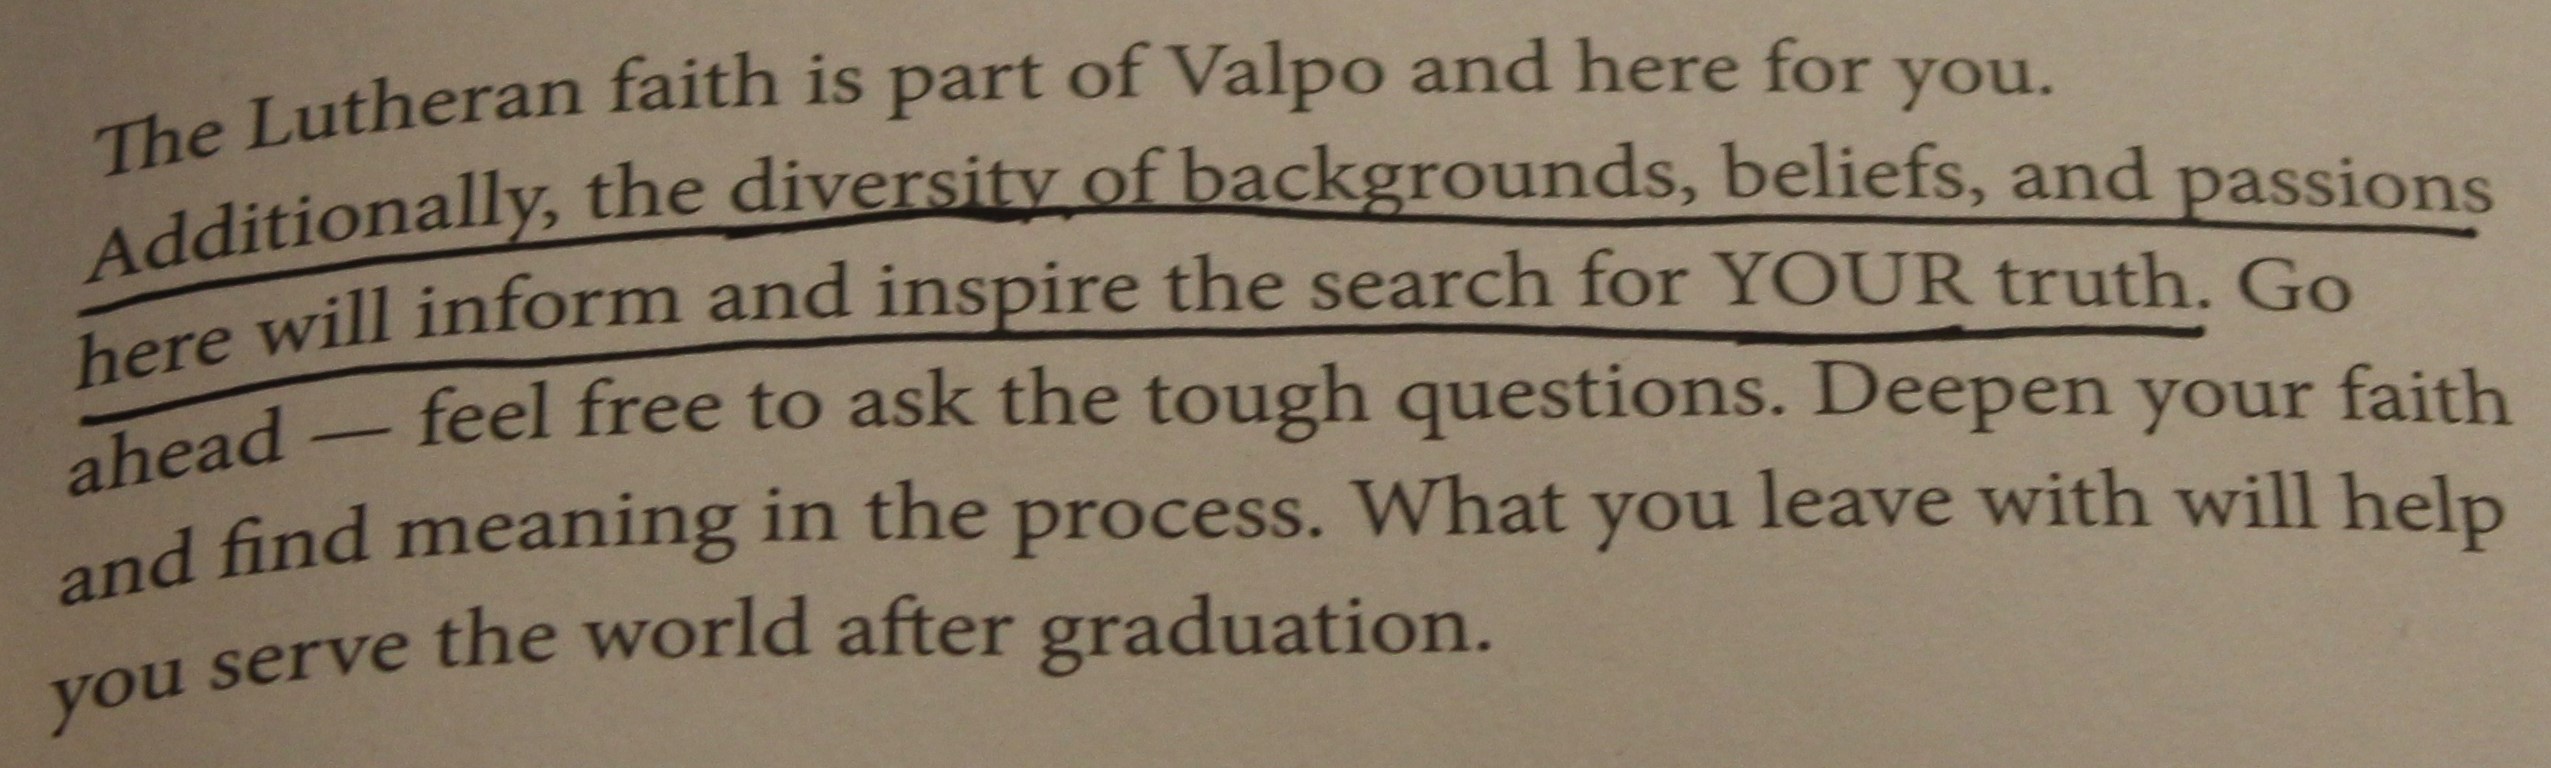 The Lutheran faith is part of Valpo and here for you.
Additionally, the diversity of backgrounds, beliefs, and passions
here will inform and inspire the search for YOUR truth. Go
ahead — feel free to ask the tough questions. Deepen your faith
and find meaning in the process. What you leave with will help
you serve the world after graduation.